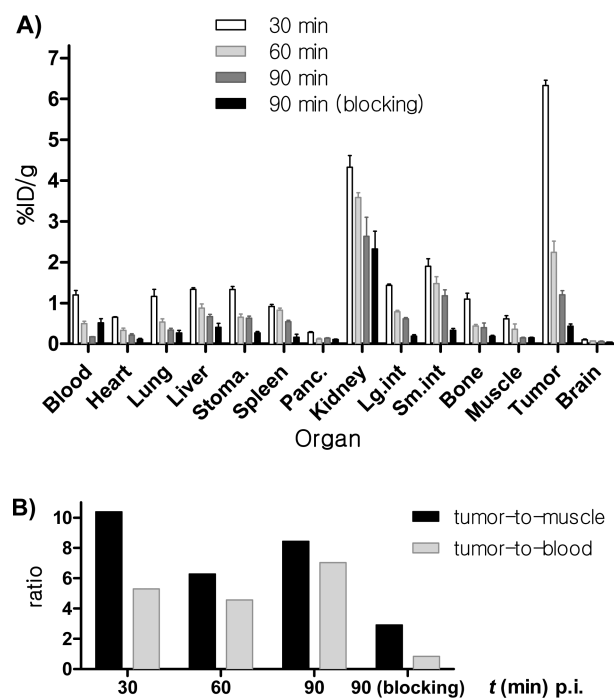 A)
30 min
60 min
90 min
90 min (blocking)
%ID/g
7
6
5
4
3
2
1
0
Blood
Heart
Lung
Liver
Stoma.
Spleen
Panc.
Kidney
Lg.int
Sm.int
Bone
Muscle
Tumor
Brain
Organ
B)
tumor-to-muscle
tumor-to-blood
ratio
10
8
6
4
2
0
30 60 90 90 (blocking) t (min) p.i.